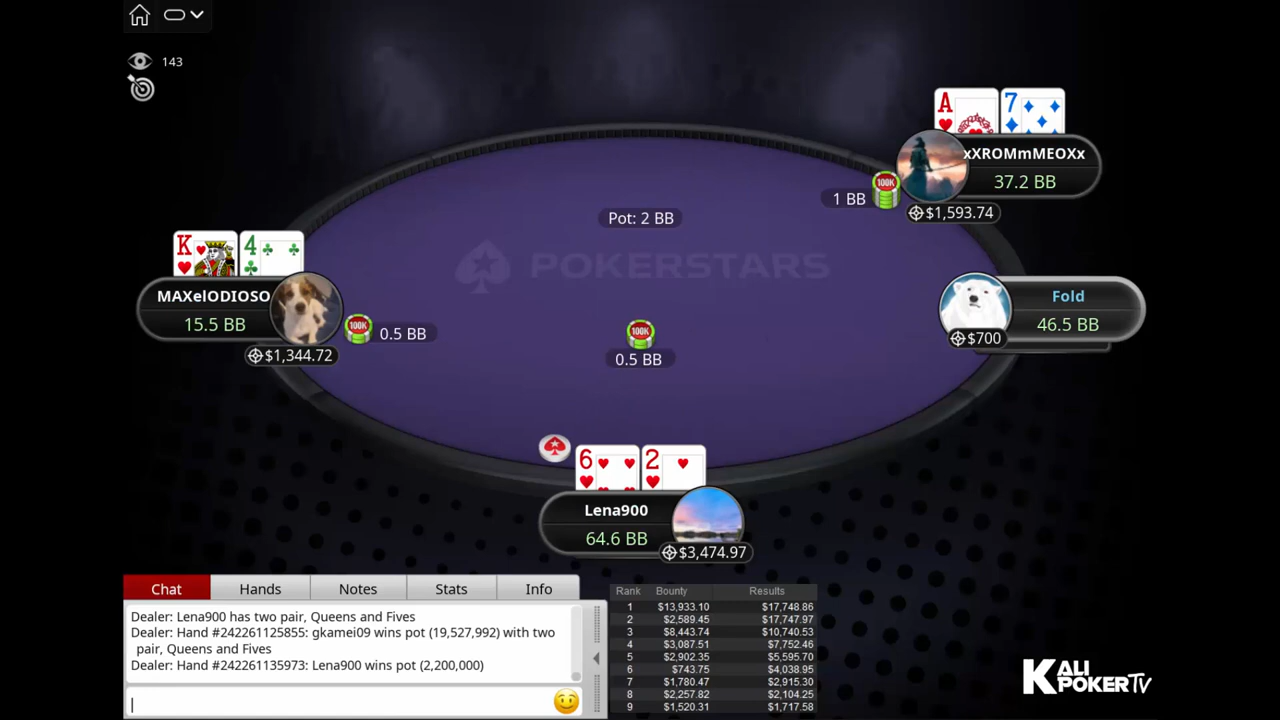 143
A 7
xXROMmMEOXx
100K
1 BB
37.2 BB
Pot: 2 BB
$1,593.74
K 4
POKERSTARS
MAXelODIOSO
Fold
15.5 BB
46.5 BB
100K
0.5 BB
100K
$700
$1,344.72
0.5 BB
6 2
Lena900
64.6 BB
$3,474.97
Chat Hands Notes Stats Info
Dealer: Lena900 has two pair, Queens and Fives
Dealer: Hand #242261125855: gkamei09 wins pot (19,527,992) with two
pair, Queens and Fives
Dealer: Hand #242261135973: Lena900 wins pot (2,200,000)
Rank Bounty Results
1 $13,933.10 $17,748.86
2 $2,589.45 $17,747.97
3 $8,443.74 $10,740.53
4 $3,087.51 $7,752.46
5 $2,902.35 $5,595.70
6 $743.75 $4,038.95
7 $1,780.47 $2,915.30
8 $2,257.82 $2,104.25
9 $1,520.31 $1,717.58
KALI
POKERTV